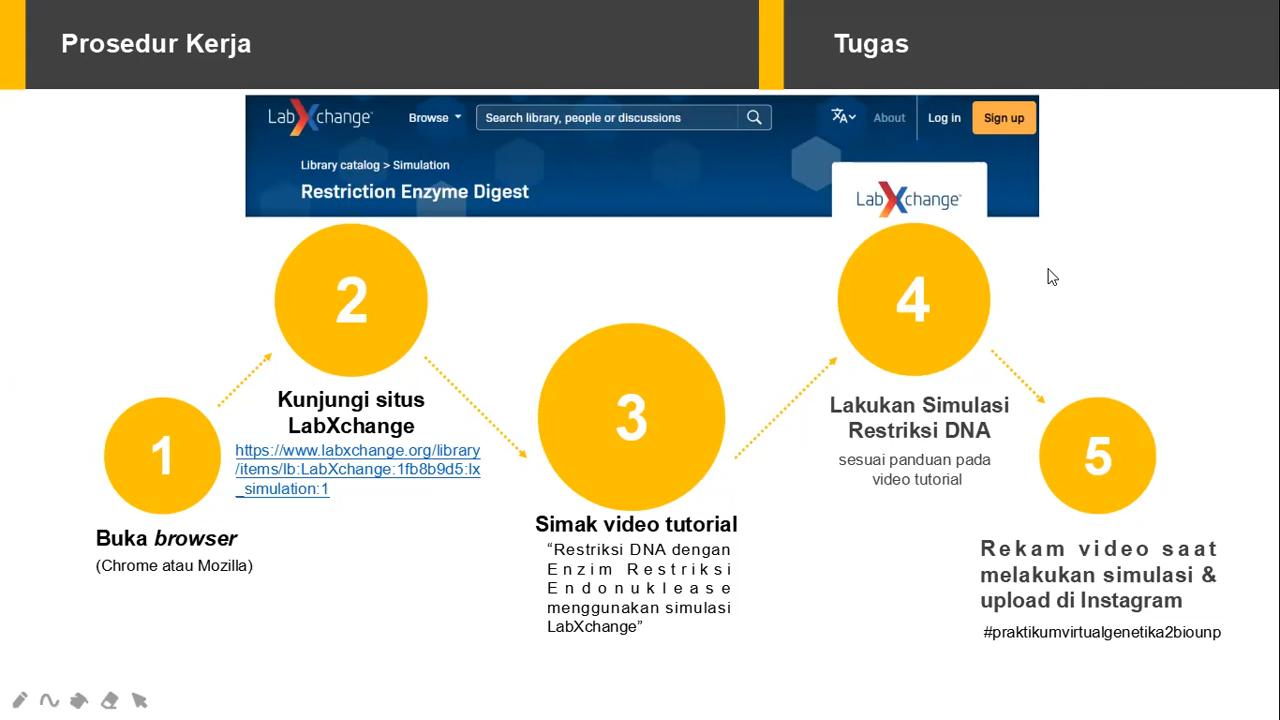 Prosedur Kerja
Tugas
LabXchange
Browse
Search library, people or discussions
About
Log in
Sign up
Library catalog > Simulation
Restriction Enzyme Digest
LabXchange
1
Buka browser
(Chrome atau Mozilla)
2
Kunjungi situs
LabXchange
https://www.labxchange.org/library
/items/lb:LabXchange:1fb8b9d5:lx
_simulation:1
3
Simak video tutorial
“Restriksi DNA dengan
Enzim Restriksi
Endonuklease
menggunakan simulasi
LabXchange”
4
Lakukan Simulasi
Restriksi DNA
sesuai panduan pada
video tutorial
5
Rekam video saat
melakukan simulasi &
upload di Instagram
#praktikumvirtualgenetika2biounp